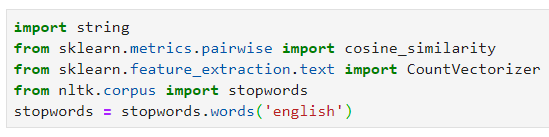 import string
from sklearn.metrics.pairwise import cosine_similarity
from sklearn.feature_extraction.text import CountVectorizer
from nltk.corpus import stopwords
stopwords = stopwords.words('english')